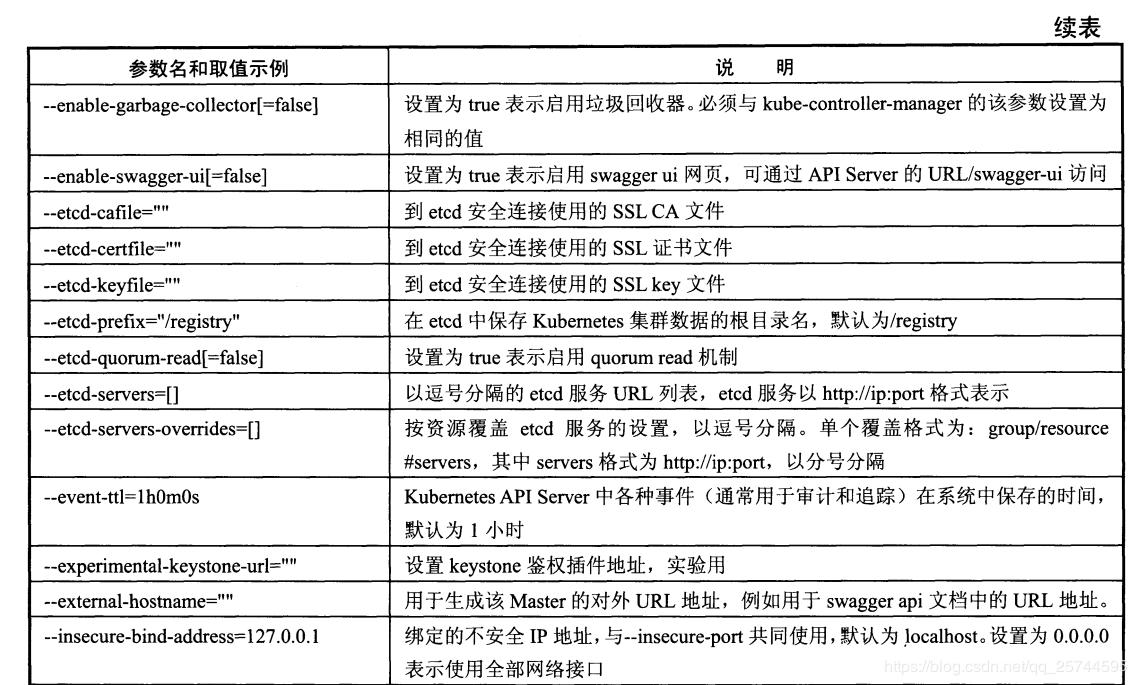 续表
参数名和取值示例 说 明
--enable-garbage-collector[=false] 设置为 true 表示启用垃圾回收器。必须与 kube-controller-manager 的该参数设置为
相同的值
--enable-swagger-ui[=false] 设置为 true 表示启用 swagger ui 网页，可通过 API Server 的 URL/swagger-ui 访问
--etcd-cafile="" 到 etcd 安全连接使用的 SSL CA 文件
--etcd-certfile="" 到 etcd 安全连接使用的 SSL 证书文件
--etcd-keyfile="" 到 etcd 安全连接使用的 SSL key 文件
--etcd-prefix="/registry" 在 etcd 中保存 Kubernetes 集群数据的根目录名，默认为/registry
--etcd-quorum-read[=false] 设置为 true 表示启用 quorum read 机制
--etcd-servers=[] 以逗号分隔的 etcd 服务 URL 列表，etcd 服务以 http://ip:port 格式表示
--etcd-servers-overrides=[] 按资源覆盖 etcd 服务的设置，以逗号分隔。单个覆盖格式为：group/resource
#servers，其中 servers 格式为 http://ip:port，以分号分隔
--event-ttl=1h0m0s Kubernetes API Server 中各种事件（通常用于审计和追踪）在系统中保存的时间，
默认为 1 小时
--experimental-keystone-url="" 设置 keystone 鉴权插件地址，实验用
--external-hostname="" 用于生成该 Master 的对外 URL 地址，例如用于 swagger api 文档中的 URL 地址。
--insecure-bind-address=127.0.0.1 绑定的不安全 IP 地址，与--insecure-port 共同使用，默认为 localhost。设置为 0.0.0.0
表示使用全部网络接口
https://blog.csdn.net/qq_25744595